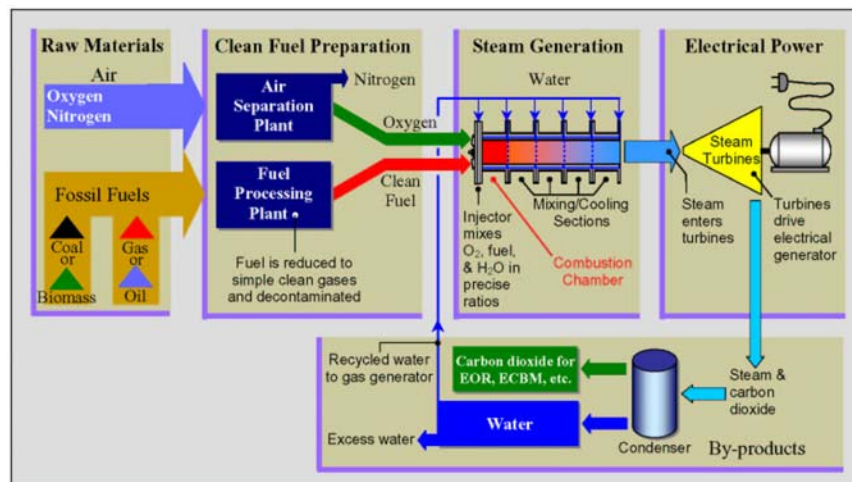 Raw Materials
Air
Oxygen
Nitrogen
Fossil Fuels
Coal
or
Biomass
Gas
or
Oil
Clean Fuel Preparation
Air
Separation
Plant
Nitrogen
Oxygen
Fuel
Processing
Plant
Clean
Fuel
Fuel is reduced to
simple clean gases
and decontaminated
Steam Generation
Water
Injector
mixes
O₂, fuel,
& H₂O in
precise
ratios
Mixing/Cooling
Sections
Combustion
Chamber
Electrical Power
Steam
Turbines
Steam
enters
turbines
Turbines
drive
electrical
generator
Recycled water
to gas generator
Carbon dioxide for
EOR, ECBM, etc.
Water
Excess water
Condenser
Steam &
carbon
dioxide
By-products